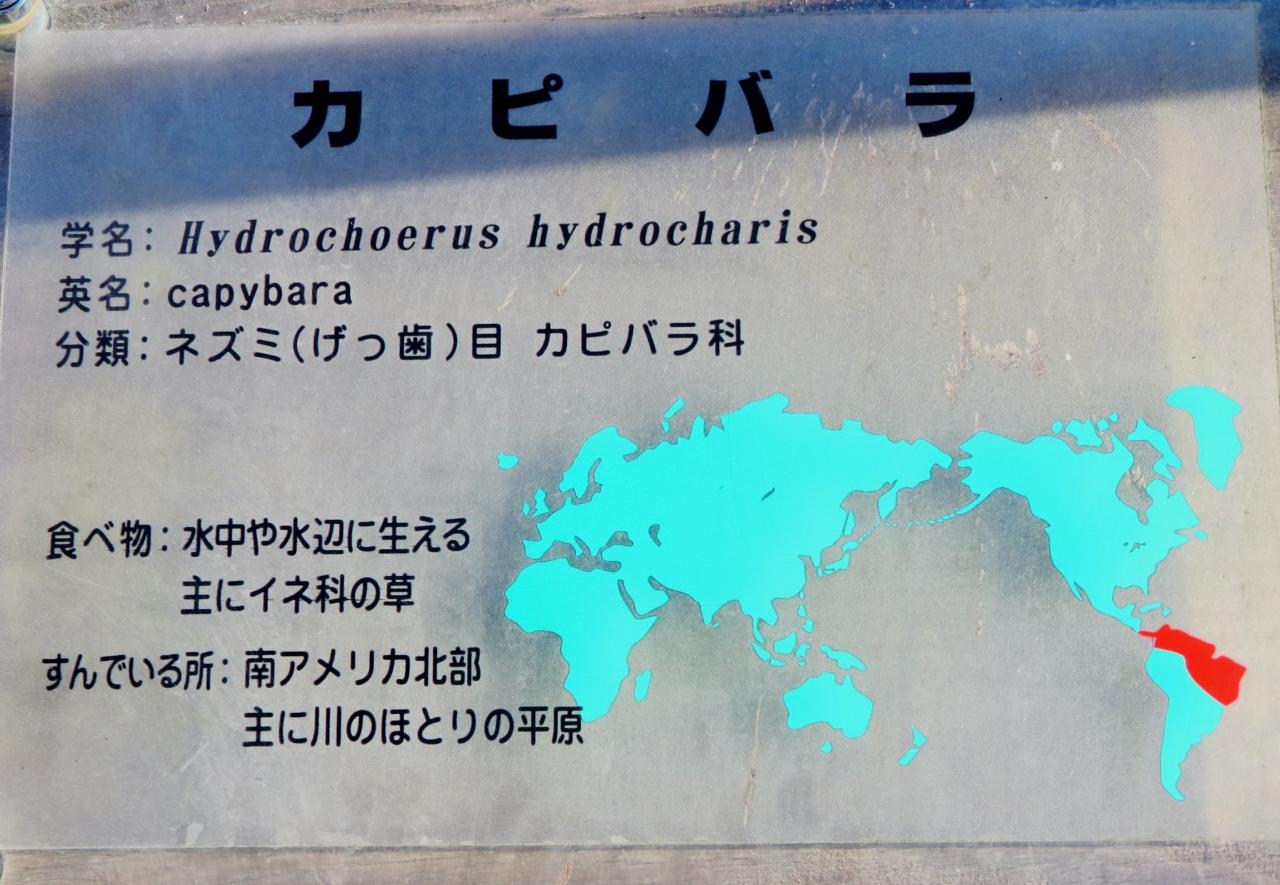 カピバラ
学名：Hydrochoerus hydrocharis
英名：capybara
分類：ネズミ(げっ歯)目 カピバラ科
食べ物：水中や水辺に生える
主にイネ科の草
すんでいる所：南アメリカ北部
主に川のほとりの平原